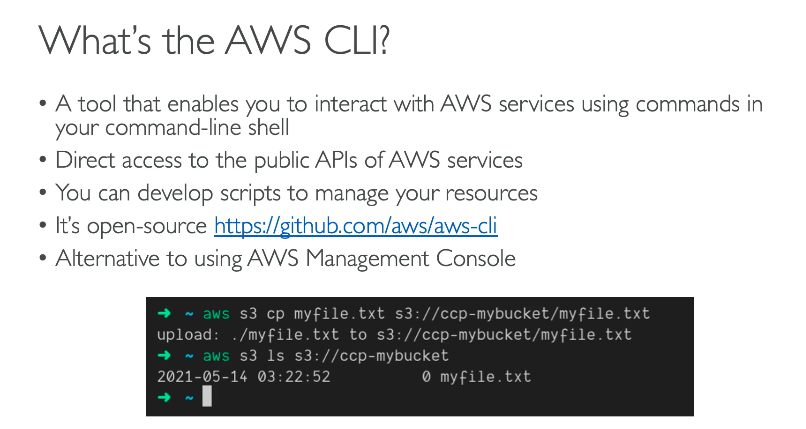 What's the AWS CLI?
• A tool that enables you to interact with AWS services using commands in
your command-line shell
• Direct access to the public APIs of AWS services
• You can develop scripts to manage your resources
• It's open-source https://github.com/aws/aws-cli
• Alternative to using AWS Management Console
➜ ~ aws s3 cp myfile.txt s3://ccp-mybucket/myfile.txt
upload: ./myfile.txt to s3://ccp-mybucket/myfile.txt
➜ ~ aws s3 ls s3://ccp-mybucket
2021-05-14 03:22:52 0 myfile.txt
➜ ~